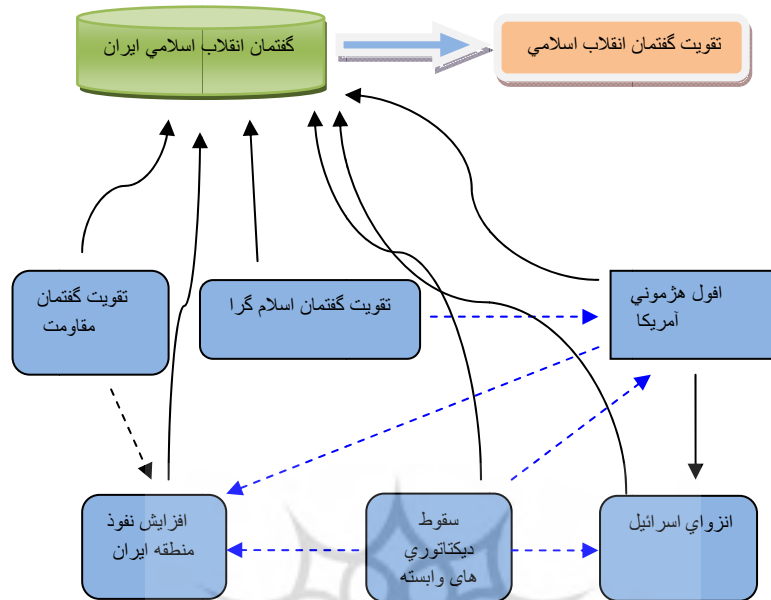 گفتمان انقلاب اسلامي ايران
تقويت گفتمان انقلاب اسلامي
تقويت گفتمان
مقاومت
تقويت گفتمان اسلام گرا
افول هژموني
آمريكا
افزايش نفوذ
منطقه ايران
سقوط
ديكتاتوري
های وابسته
انزواي اسرائيل